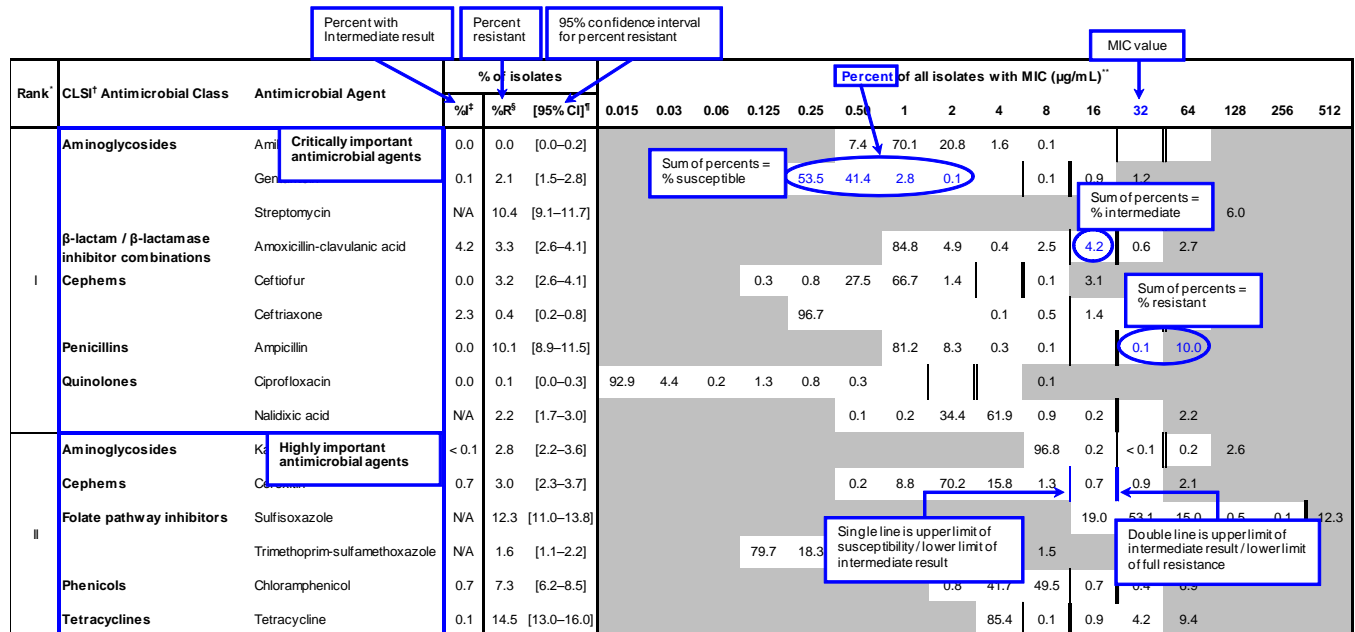 Percent with Intermediate result
Percent resistant
95% confidence interval for percent resistant
MIC value
Rank* CLSI† Antimicrobial Class Antimicrobial Agent % of isolates Percent of all isolates with MIC (µg/mL)**
%I‡ %R§ [95% CI]¶ 0.015 0.03 0.06 0.125 0.25 0.50 1 2 4 8 16 32 64 128 256 512
I
Aminoglycosides 0.0 0.0 [0.0–0.2] 7.4 70.1 20.8 1.6 0.1
Critically important antimicrobial agents
0.1 2.1 [1.5–2.8] 53.5 41.4 2.8 0.1 0.1 0.9 1.2
Sum of percents = % susceptible
Streptomycin N/A 10.4 [9.1–11.7] 6.0
Sum of percents = % intermediate
β-lactam / β-lactamase inhibitor combinations Amoxicillin-clavulanic acid 4.2 3.3 [2.6–4.1] 84.8 4.9 0.4 2.5 4.2 0.6 2.7
Cephems Ceftiofur 0.0 3.2 [2.6–4.1] 0.3 0.8 27.5 66.7 1.4 0.1 3.1
Sum of percents = % resistant
Ceftriaxone 2.3 0.4 [0.2–0.8] 96.7 0.1 0.5 1.4
Penicillins Ampicillin 0.0 10.1 [8.9–11.5] 81.2 8.3 0.3 0.1 0.1 10.0
Quinolones Ciprofloxacin 0.0 0.1 [0.0–0.3] 92.9 4.4 0.2 1.3 0.8 0.3 0.1
Nalidixic acid N/A 2.2 [1.7–3.0] 0.1 0.2 34.4 61.9 0.9 0.2 2.2
II
Aminoglycosides < 0.1 2.8 [2.2–3.6] 96.8 0.2 < 0.1 0.2 2.6
Highly important antimicrobial agents
Cephems 0.7 3.0 [2.3–3.7] 0.2 8.8 70.2 15.8 1.3 0.7 0.9 2.1
Folate pathway inhibitors Sulfisoxazole N/A 12.3 [11.0–13.8] 19.0 53.1 15.0 0.5 0.1 12.3
Single line is upper limit of susceptibility / lower limit of intermediate result
Double line is upper limit of intermediate result / lower limit of full resistance
Trimethoprim-sulfamethoxazole N/A 1.6 [1.1–2.2] 79.7 18.3 1.5
Phenicols Chloramphenicol 0.7 7.3 [6.2–8.5] 0.8 41.7 49.5 0.7 0.4 6.9
Tetracyclines Tetracycline 0.1 14.5 [13.0–16.0] 85.4 0.1 0.9 4.2 9.4